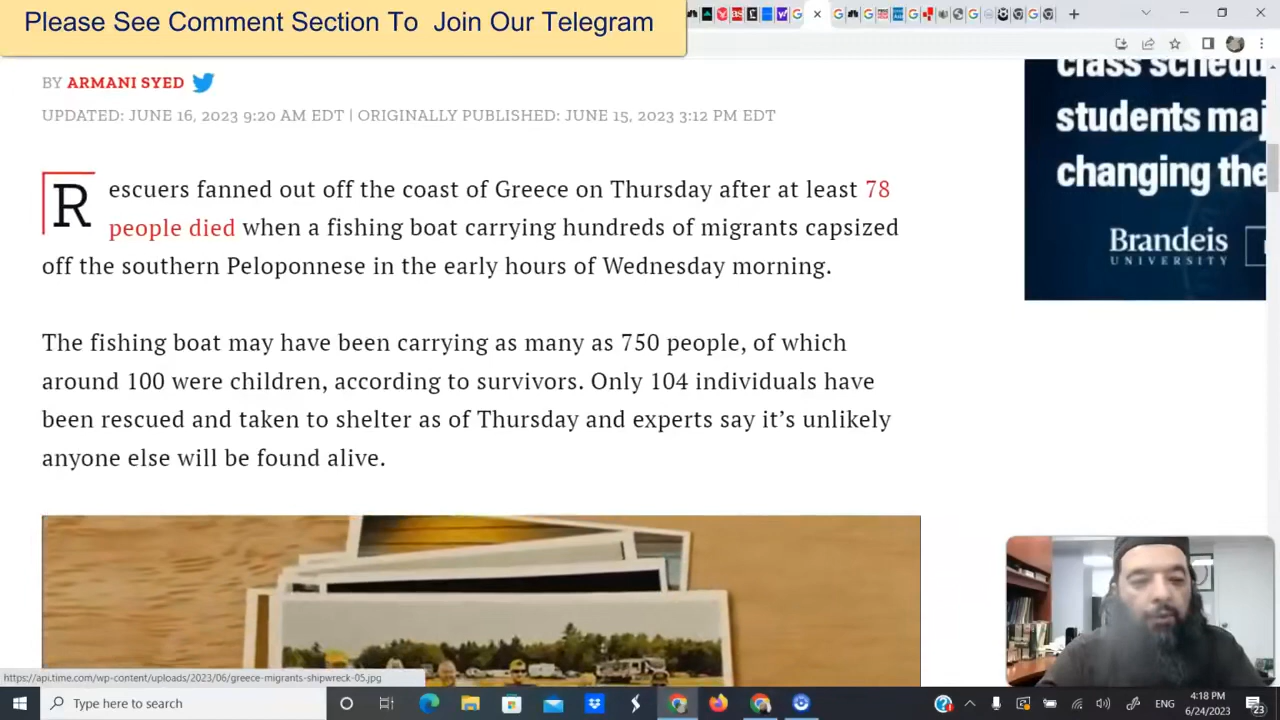 Please See Comment Section To Join Our Telegram
BY ARMANI SYED
UPDATED: JUNE 16, 2023 9:20 AM EDT | ORIGINALLY PUBLISHED: JUNE 15, 2023 3:12 PM EDT
Rescuers fanned out off the coast of Greece on Thursday after at least 78
people died when a fishing boat carrying hundreds of migrants capsized
off the southern Peloponnese in the early hours of Wednesday morning.
The fishing boat may have been carrying as many as 750 people, of which
around 100 were children, according to survivors. Only 104 individuals have
been rescued and taken to shelter as of Thursday and experts say it’s unlikely
anyone else will be found alive.
class schedu
students maj
changing the
Brandeis
UNIVERSITY
https://api.time.com/wp-content/uploads/2023/06/greece-migrants-shipwreck-05.jpg
Type here to search
ENG
4:18 PM
6/24/2023
23